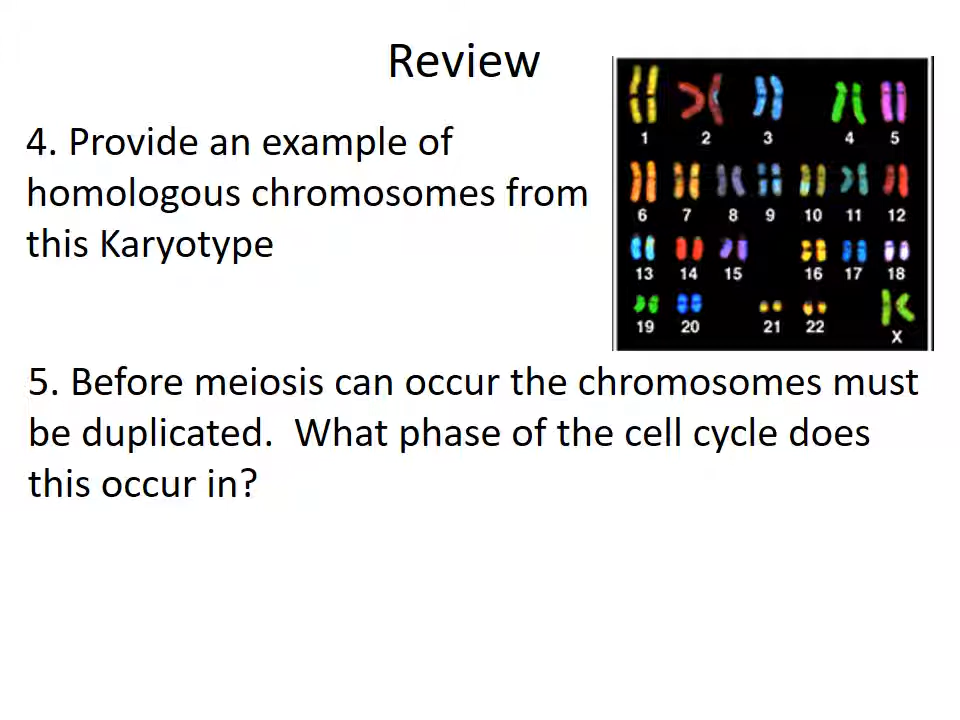 Review
4. Provide an example of
homologous chromosomes from
this Karyotype
1 2 3 4 5
6 7 8 9 10 11 12
13 14 15 16 17 18
19 20 21 22 X
5. Before meiosis can occur the chromosomes must
be duplicated.  What phase of the cell cycle does
this occur in?